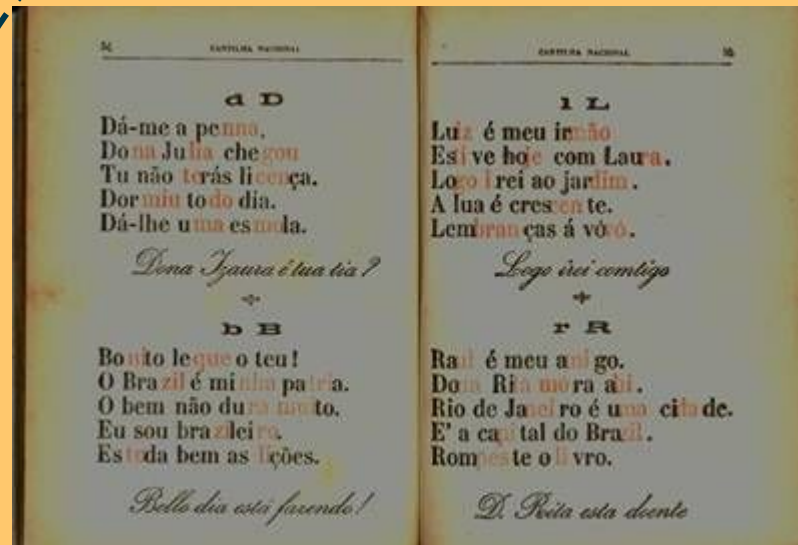 CARTILHA NACIONAL
d D
Dá-me a penna.
Dona Julia chegou
Tu não terás licença.
Dormiu todo dia.
Dá-lhe uma esmola.
Dona Izaura é tua tia?
b B
Bonito leque o teu!
O Brazil é minha patria.
O bem não dura muito.
Eu sou brazileiro.
Estuda bem as lições.
Bello dia está fazendo!
CARTILHA NACIONAL
l L
Luiz é meu irmão
Estive hoje com Laura.
Logo irei ao jardim.
A lua é crescente.
Lembranças á vóvó.
Logo irei comtigo
r R
Raul é meu amigo.
Dona Rita mora ahi.
Rio de Janeiro é uma cidade.
E' a capital do Brazil.
Rompeste o livro.
D. Rita esta doente